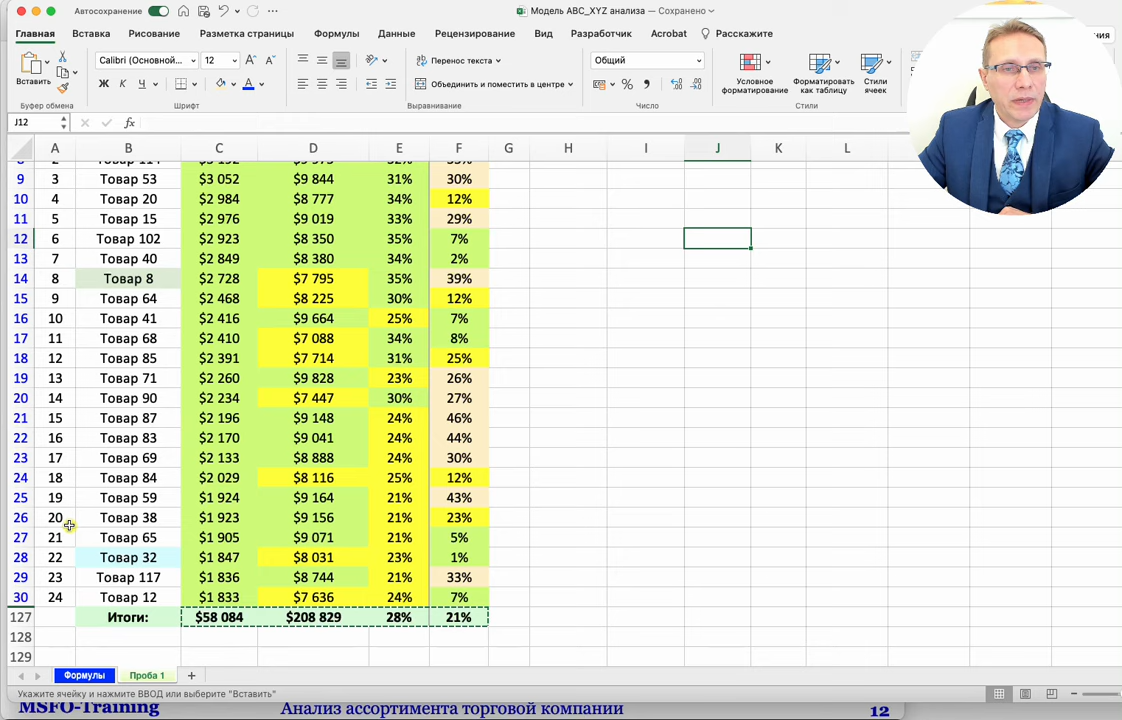 Автосохранение
Модель ABC_XYZ анализа — Сохранено
Главная Вставка Рисование Разметка страницы Формулы Данные Рецензирование Вид Разработчик Acrobat Расскажите
Вставить
Calibri (Основной... 12
Перенос текста
Общий
Ж К Ч
Объединить и поместить в центре
Условное форматирование
Форматировать как таблицу
Стили ячеек
Буфер обмена Шрифт Выравнивание Число Стили
J12 fx
A B C D E F G H I J K L
9 3 Товар 53 $3 052 $9 844 31% 30%
10 4 Товар 20 $2 984 $8 777 34% 12%
11 5 Товар 15 $2 976 $9 019 33% 29%
12 6 Товар 102 $2 923 $8 350 35% 7%
13 7 Товар 40 $2 849 $8 380 34% 2%
14 8 Товар 8 $2 728 $7 795 35% 39%
15 9 Товар 64 $2 468 $8 225 30% 12%
16 10 Товар 41 $2 416 $9 664 25% 7%
17 11 Товар 68 $2 410 $7 088 34% 8%
18 12 Товар 85 $2 391 $7 714 31% 25%
19 13 Товар 71 $2 260 $9 828 23% 26%
20 14 Товар 90 $2 234 $7 447 30% 27%
21 15 Товар 87 $2 196 $9 148 24% 46%
22 16 Товар 83 $2 170 $9 041 24% 44%
23 17 Товар 69 $2 133 $8 888 24% 30%
24 18 Товар 84 $2 029 $8 116 25% 12%
25 19 Товар 59 $1 924 $9 164 21% 43%
26 20 Товар 38 $1 923 $9 156 21% 23%
27 21 Товар 65 $1 905 $9 071 21% 5%
28 22 Товар 32 $1 847 $8 031 23% 1%
29 23 Товар 117 $1 836 $8 744 21% 33%
30 24 Товар 12 $1 833 $7 636 24% 7%
127 Итоги: $58 084 $208 829 28% 21%
128
129
Формулы Проба 1
Укажите ячейку и нажмите ВВОД или выберите "Вставить"
MSFO-Training Анализ ассортимента торговой компании 12